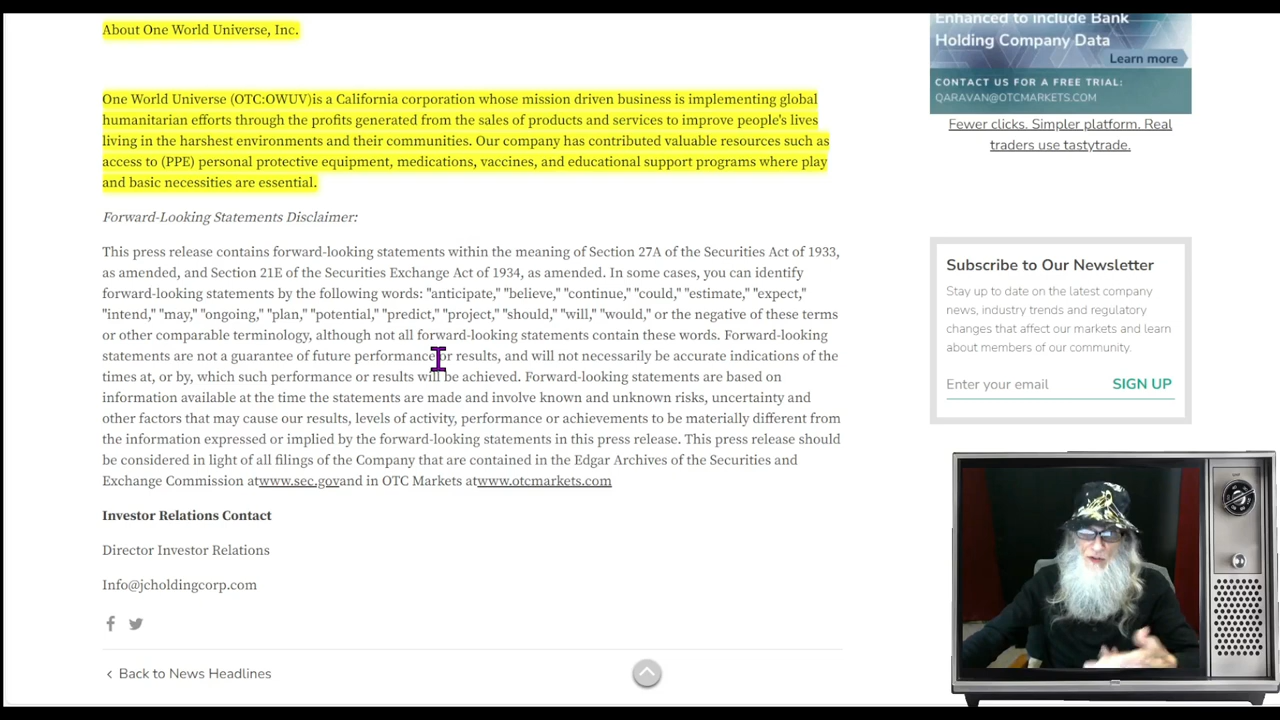 About One World Universe, Inc.
One World Universe (OTC:OWUV)is a California corporation whose mission driven business is implementing global
humanitarian efforts through the profits generated from the sales of products and services to improve people's lives
living in the harshest environments and their communities. Our company has contributed valuable resources such as
access to (PPE) personal protective equipment, medications, vaccines, and educational support programs where play
and basic necessities are essential.
Forward-Looking Statements Disclaimer:
This press release contains forward-looking statements within the meaning of Section 27A of the Securities Act of 1933,
as amended, and Section 21E of the Securities Exchange Act of 1934, as amended. In some cases, you can identify
forward-looking statements by the following words: "anticipate," "believe," "continue," "could," "estimate," "expect,"
"intend," "may," "ongoing," "plan," "potential," "predict," "project," "should," "will," "would," or the negative of these terms
or other comparable terminology, although not all forward-looking statements contain these words. Forward-looking
statements are not a guarantee of future performance or results, and will not necessarily be accurate indications of the
times at, or by, which such performance or results will be achieved. Forward-looking statements are based on
information available at the time the statements are made and involve known and unknown risks, uncertainty and
other factors that may cause our results, levels of activity, performance or achievements to be materially different from
the information expressed or implied by the forward-looking statements in this press release. This press release should
be considered in light of all filings of the Company that are contained in the Edgar Archives of the Securities and
Exchange Commission atwww.sec.govand in OTC Markets atwww.otcmarkets.com
Investor Relations Contact
Director Investor Relations
Info@jcholdingcorp.com
Back to News Headlines
Enhanced to include Bank
Holding Company Data
Learn more
CONTACT US FOR A FREE TRIAL:
QARAVAN@OTCMARKETS.COM
Fewer clicks. Simpler platform. Real
traders use tastytrade.
Subscribe to Our Newsletter
Stay up to date on the latest company
news, industry trends and regulatory
changes that affect our markets and learn
about members of our community.
Enter your email SIGN UP